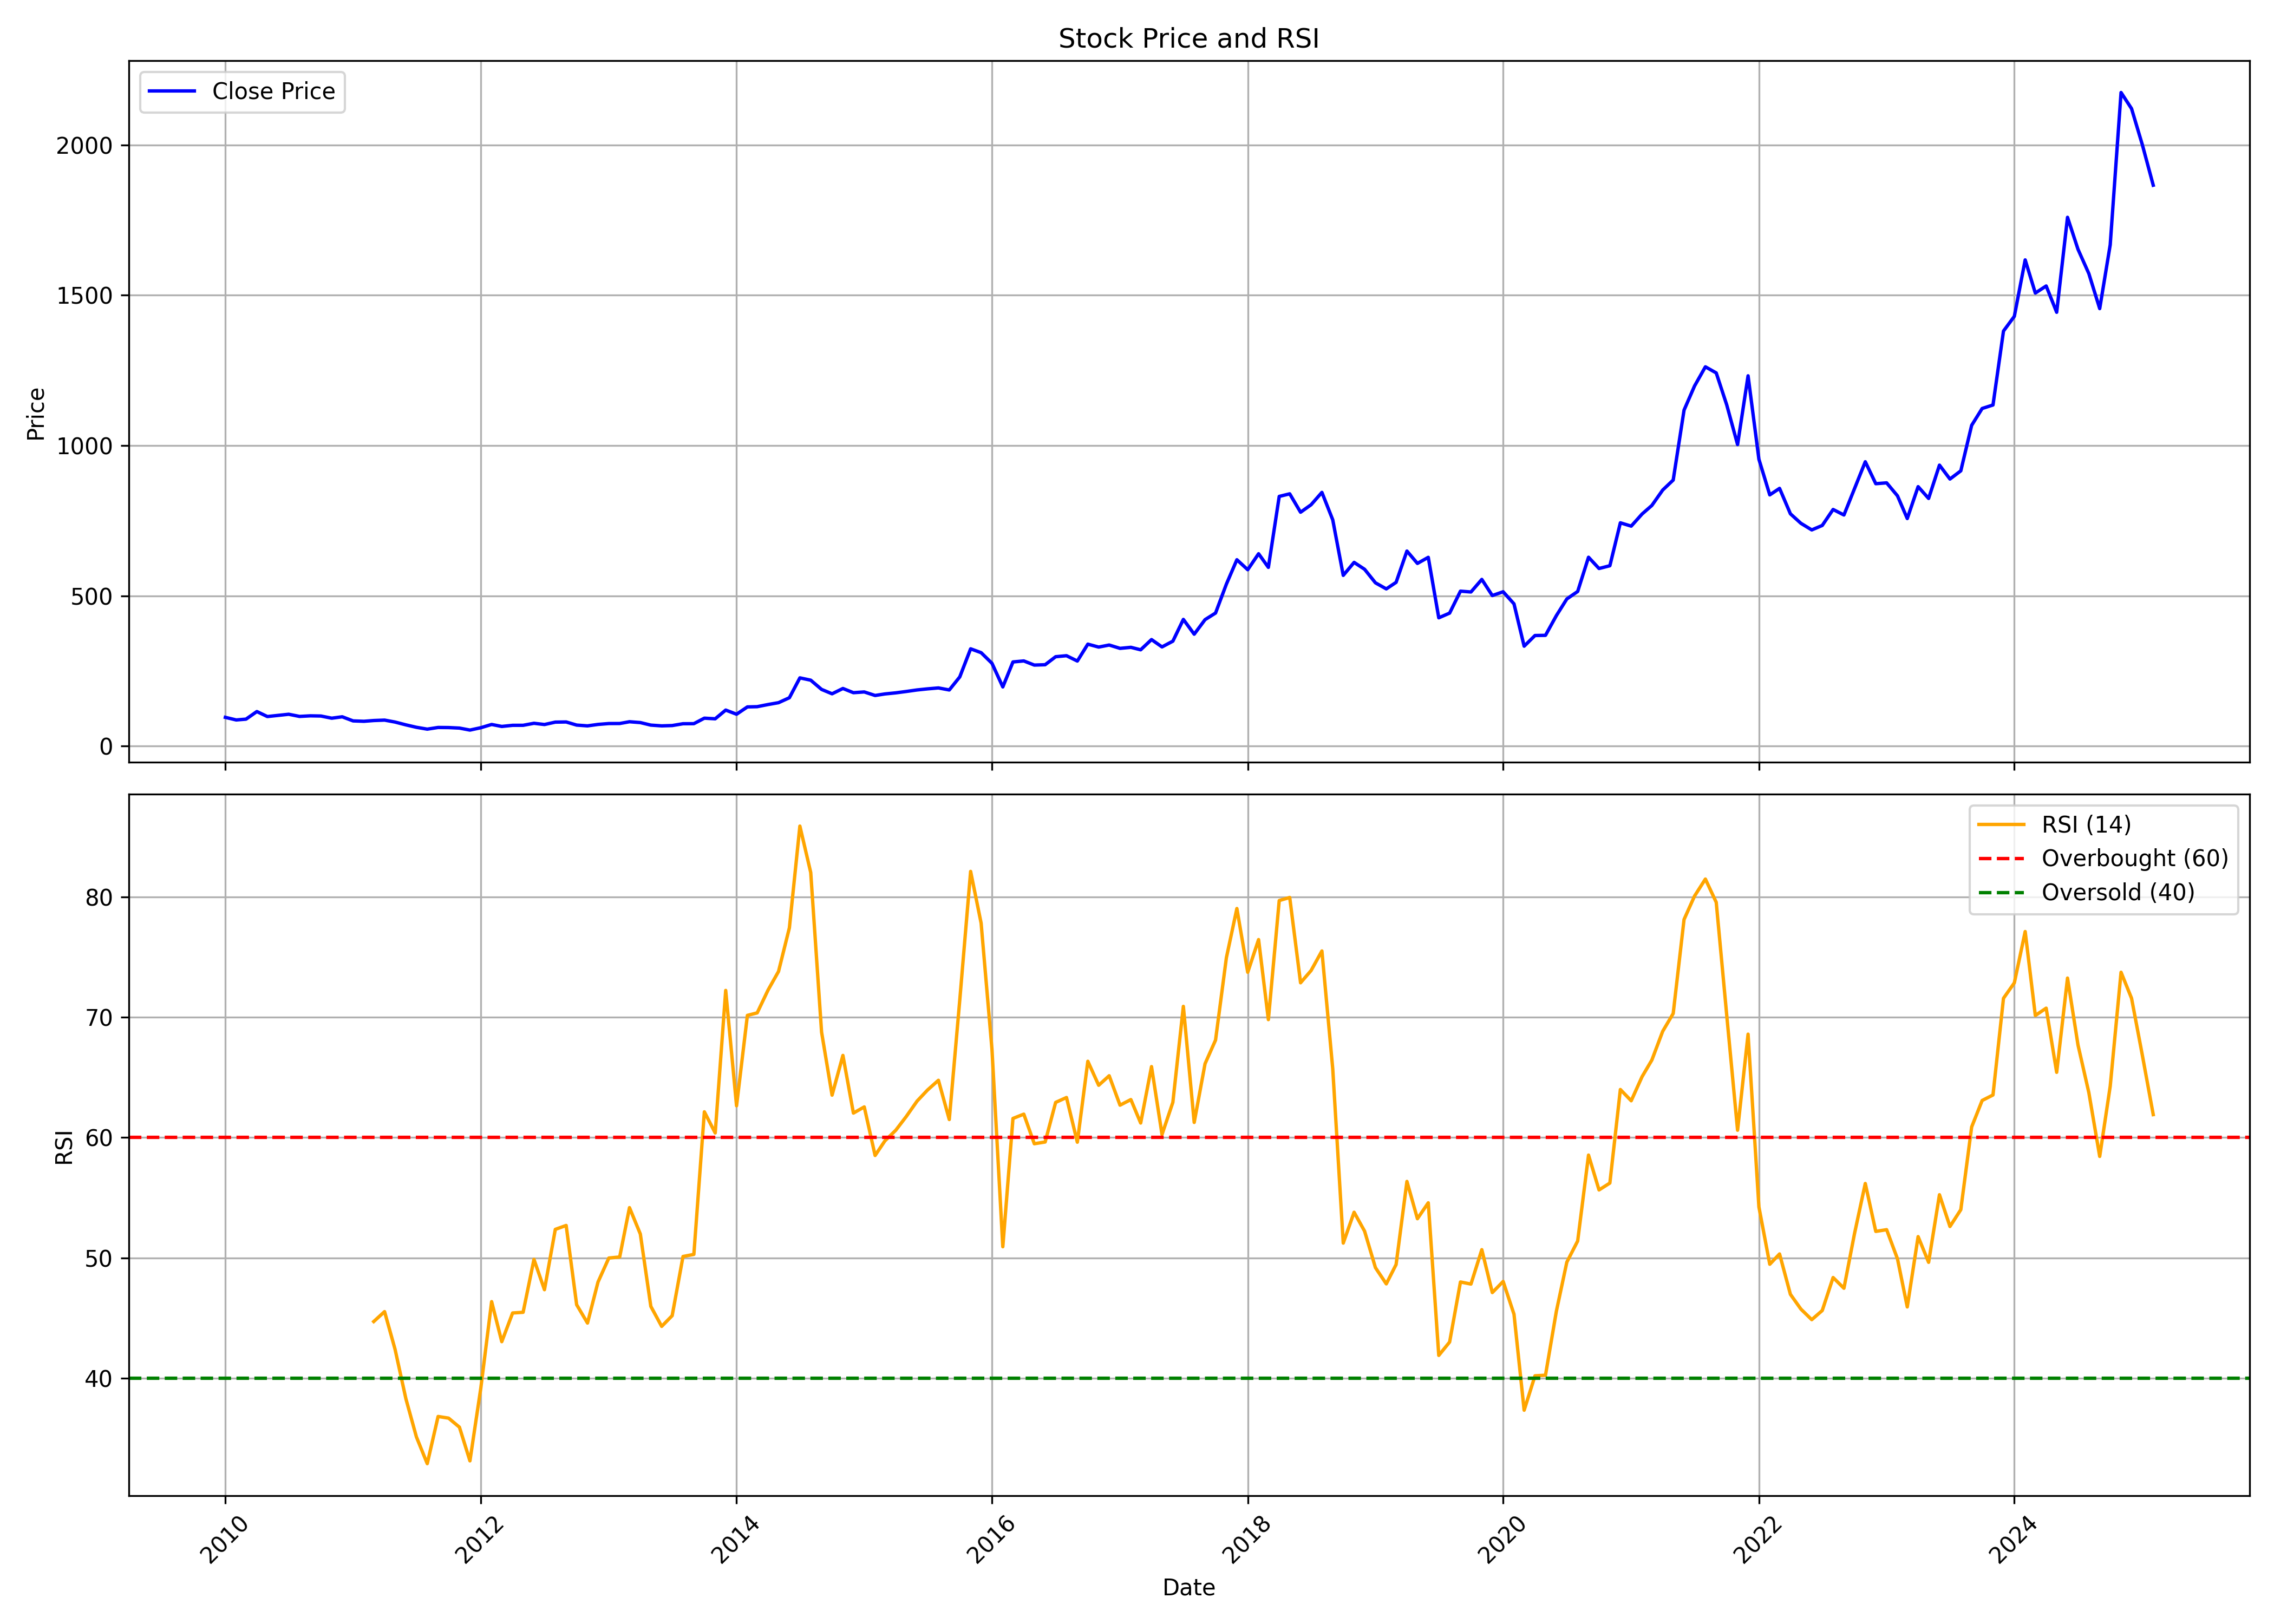 Stock Price and RSI
Close Price
Price
2000
1500
1000
500
0
RSI (14)
Overbought (60)
Oversold (40)
RSI
80
70
60
50
40
2010
2012
2014
2016
2018
2020
2022
2024
Date